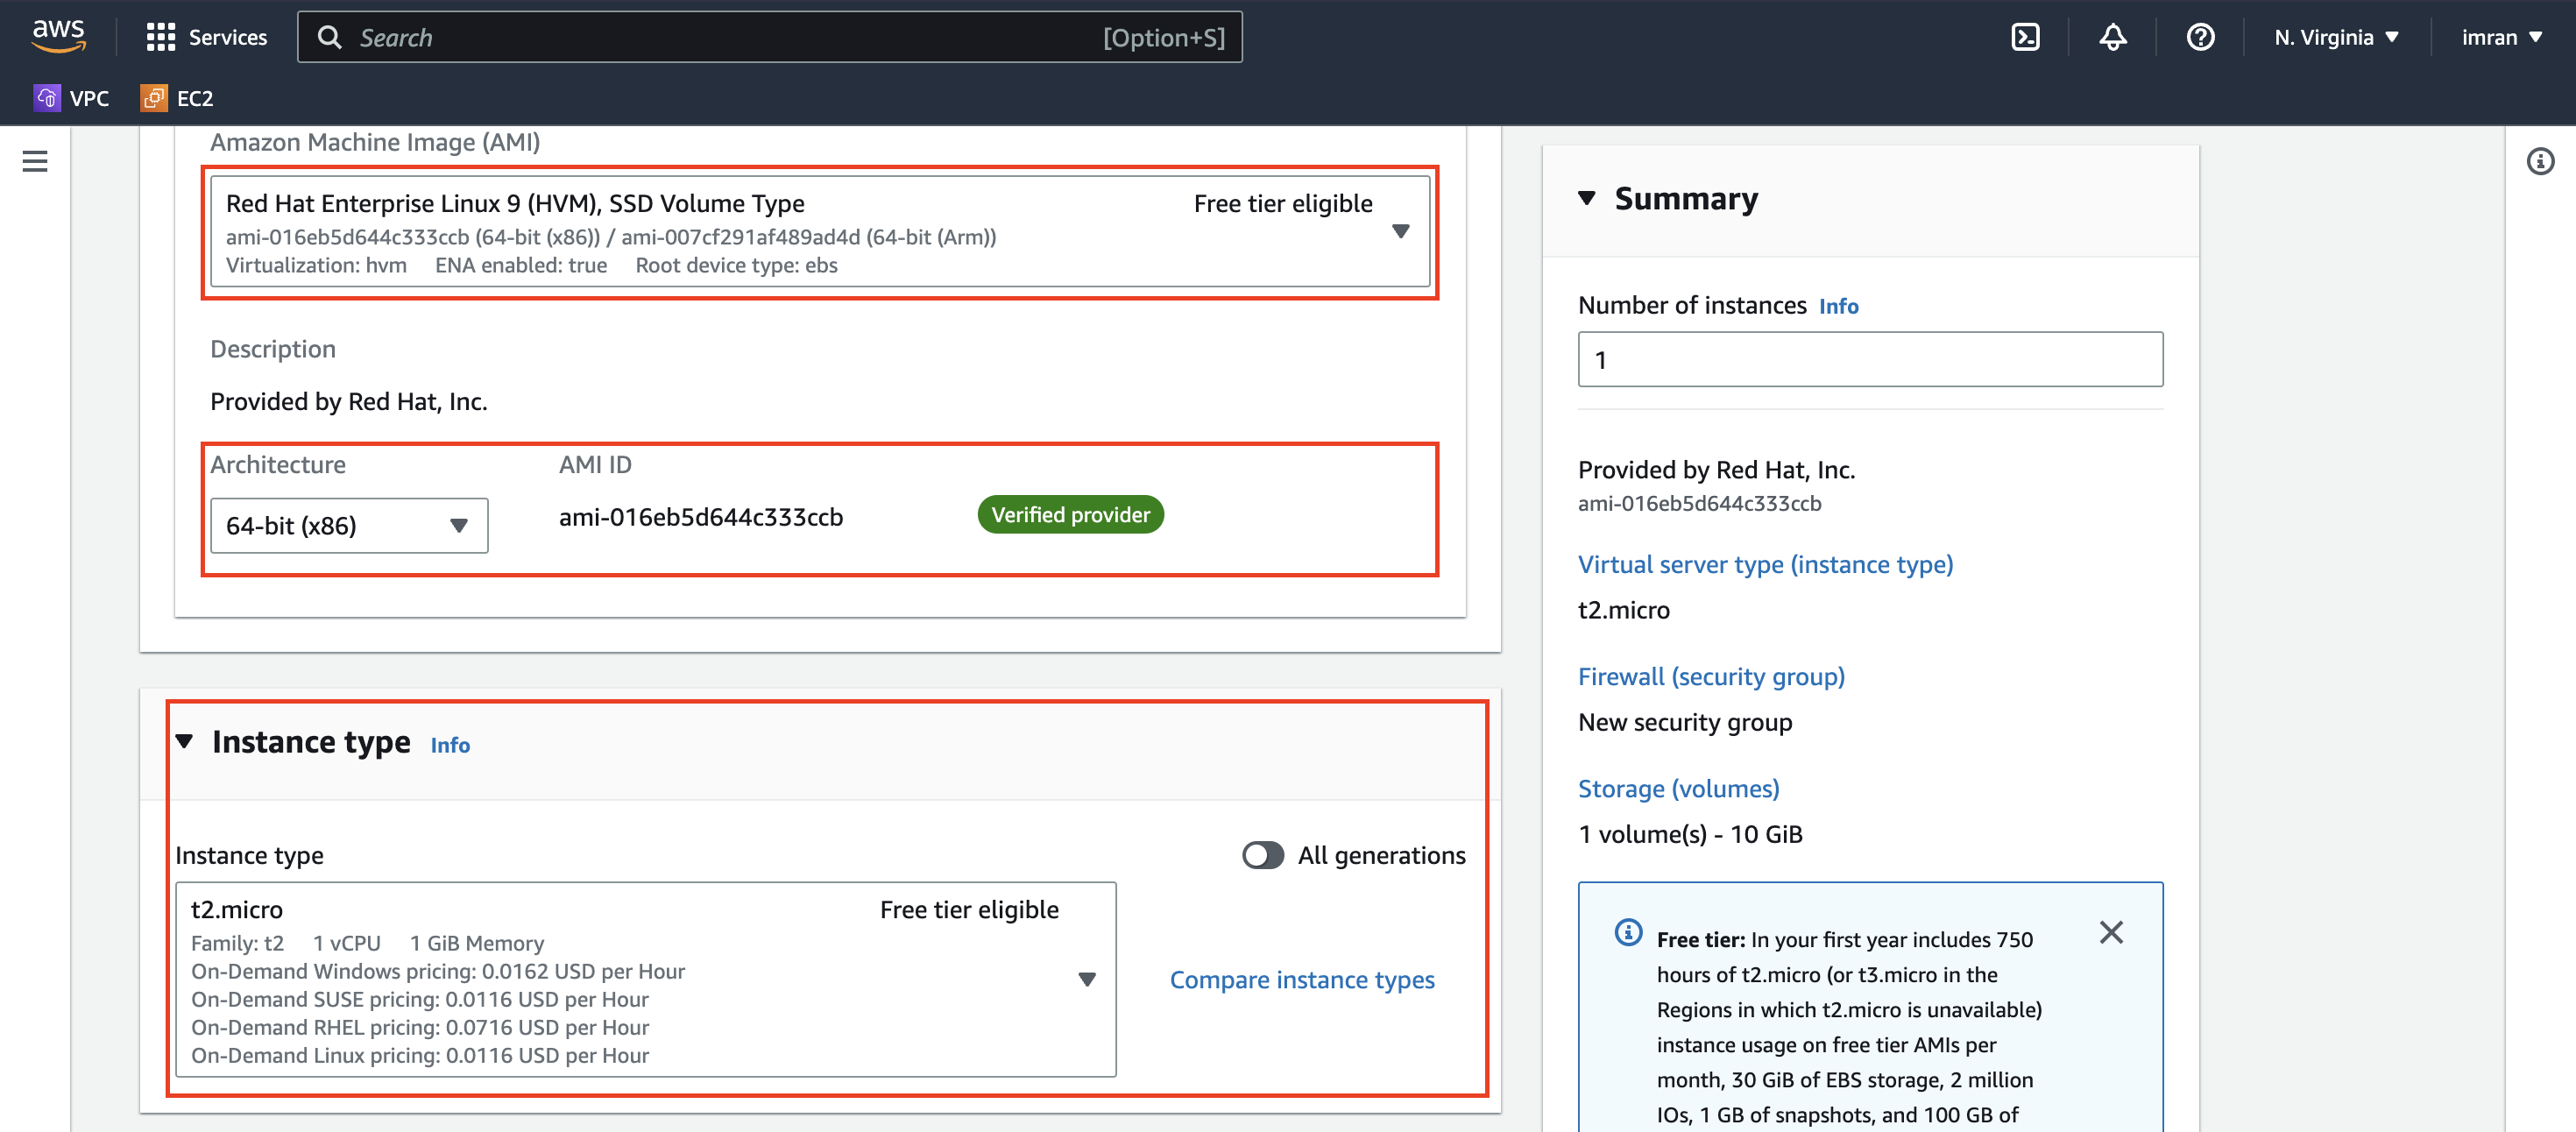 aws
Services
Search
[Option+S]
N. Virginia
imran
VPC
EC2
Amazon Machine Image (AMI)
Red Hat Enterprise Linux 9 (HVM), SSD Volume Type
Free tier eligible
ami-016eb5d644c333ccb (64-bit (x86)) / ami-007cf291af489ad4d (64-bit (Arm))
Virtualization: hvm ENA enabled: true Root device type: ebs
Description
Provided by Red Hat, Inc.
Architecture
AMI ID
64-bit (x86)
ami-016eb5d644c333ccb
Verified provider
Instance type Info
Instance type
All generations
t2.micro
Free tier eligible
Family: t2 1 vCPU 1 GiB Memory
On-Demand Windows pricing: 0.0162 USD per Hour
On-Demand SUSE pricing: 0.0116 USD per Hour
On-Demand RHEL pricing: 0.0716 USD per Hour
On-Demand Linux pricing: 0.0116 USD per Hour
Compare instance types
Summary
Number of instances Info
1
Provided by Red Hat, Inc.
ami-016eb5d644c333ccb
Virtual server type (instance type)
t2.micro
Firewall (security group)
New security group
Storage (volumes)
1 volume(s) - 10 GiB
Free tier: In your first year includes 750
hours of t2.micro (or t3.micro in the
Regions in which t2.micro is unavailable)
instance usage on free tier AMIs per
month, 30 GiB of EBS storage, 2 million
IOs, 1 GB of snapshots, and 100 GB of